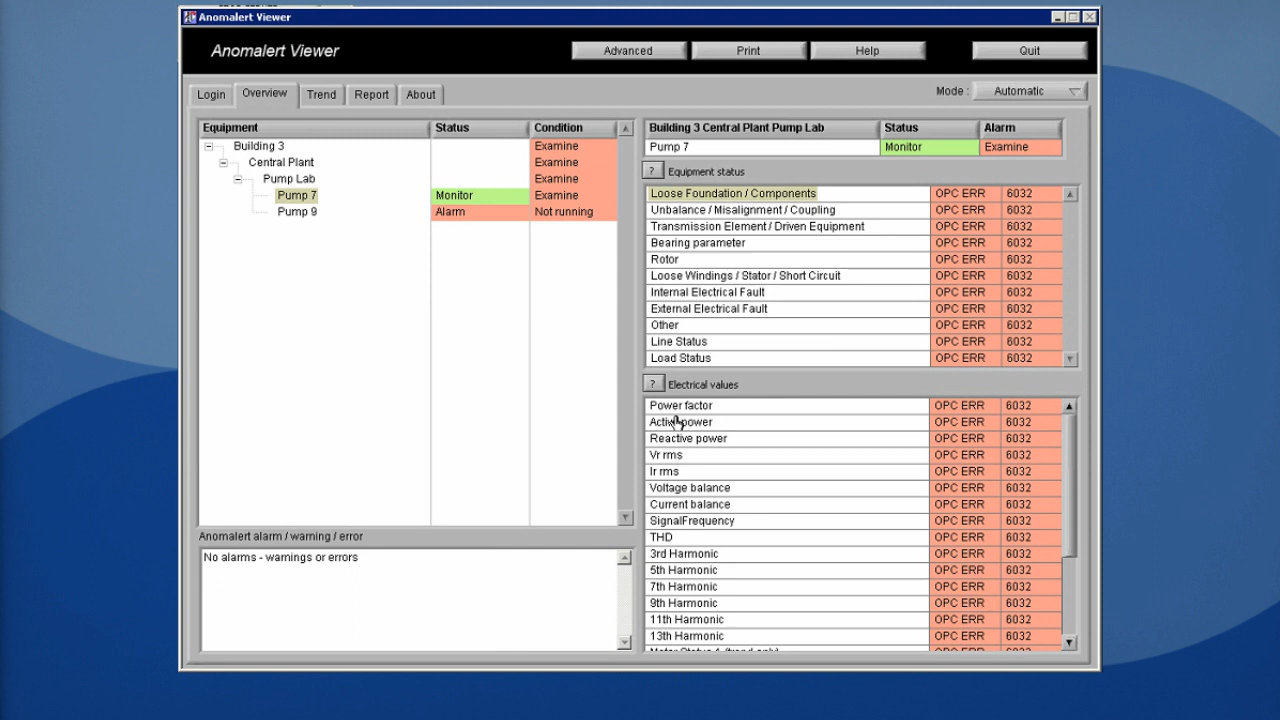 Anomalert Viewer
Anomalert Viewer
Advanced Print Help Quit
Login Overview Trend Report About
Mode : Automatic
Equipment Status Condition
Building 3 Examine
Central Plant Examine
Pump Lab Examine
Pump 7 Monitor Examine
Pump 9 Alarm Not running
Anomalert alarm / warning / error
No alarms - warnings or errors
Building 3 Central Plant Pump Lab Status Alarm
Pump 7 Monitor Examine
? Equipment status
Loose Foundation / Components OPC ERR 6032
Unbalance / Misalignment / Coupling OPC ERR 6032
Transmission Element / Driven Equipment OPC ERR 6032
Bearing parameter OPC ERR 6032
Rotor OPC ERR 6032
Loose Windings / Stator / Short Circuit OPC ERR 6032
Internal Electrical Fault OPC ERR 6032
External Electrical Fault OPC ERR 6032
Other OPC ERR 6032
Line Status OPC ERR 6032
Load Status OPC ERR 6032
? Electrical values
Power factor OPC ERR 6032
Active power OPC ERR 6032
Reactive power OPC ERR 6032
Vr rms OPC ERR 6032
Ir rms OPC ERR 6032
Voltage balance OPC ERR 6032
Current balance OPC ERR 6032
SignalFrequency OPC ERR 6032
THD OPC ERR 6032
3rd Harmonic OPC ERR 6032
5th Harmonic OPC ERR 6032
7th Harmonic OPC ERR 6032
9th Harmonic OPC ERR 6032
11th Harmonic OPC ERR 6032
13th Harmonic OPC ERR 6032